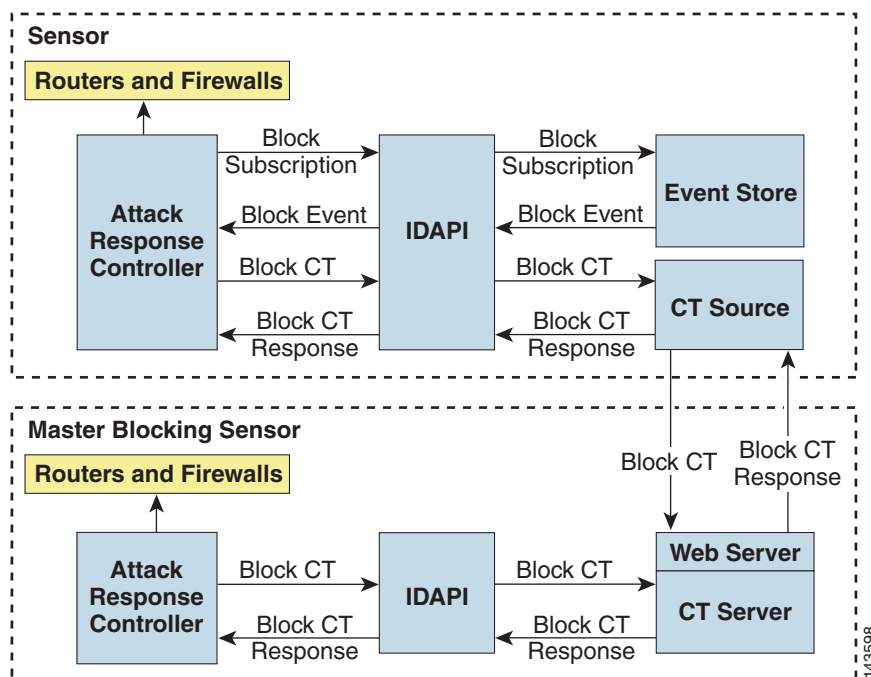 Sensor
Routers and Firewalls
Attack
Response
Controller
Block
Subscription
Block Event
Block CT
Block CT
Response
IDAPI
Block
Subscription
Block Event
Block CT
Block CT
Response
Event Store
CT Source
Block CT
Block CT
Response
Master Blocking Sensor
Routers and Firewalls
Attack
Response
Controller
Block CT
Block CT
Response
IDAPI
Block CT
Block CT
Response
Web Server
CT Server
143598